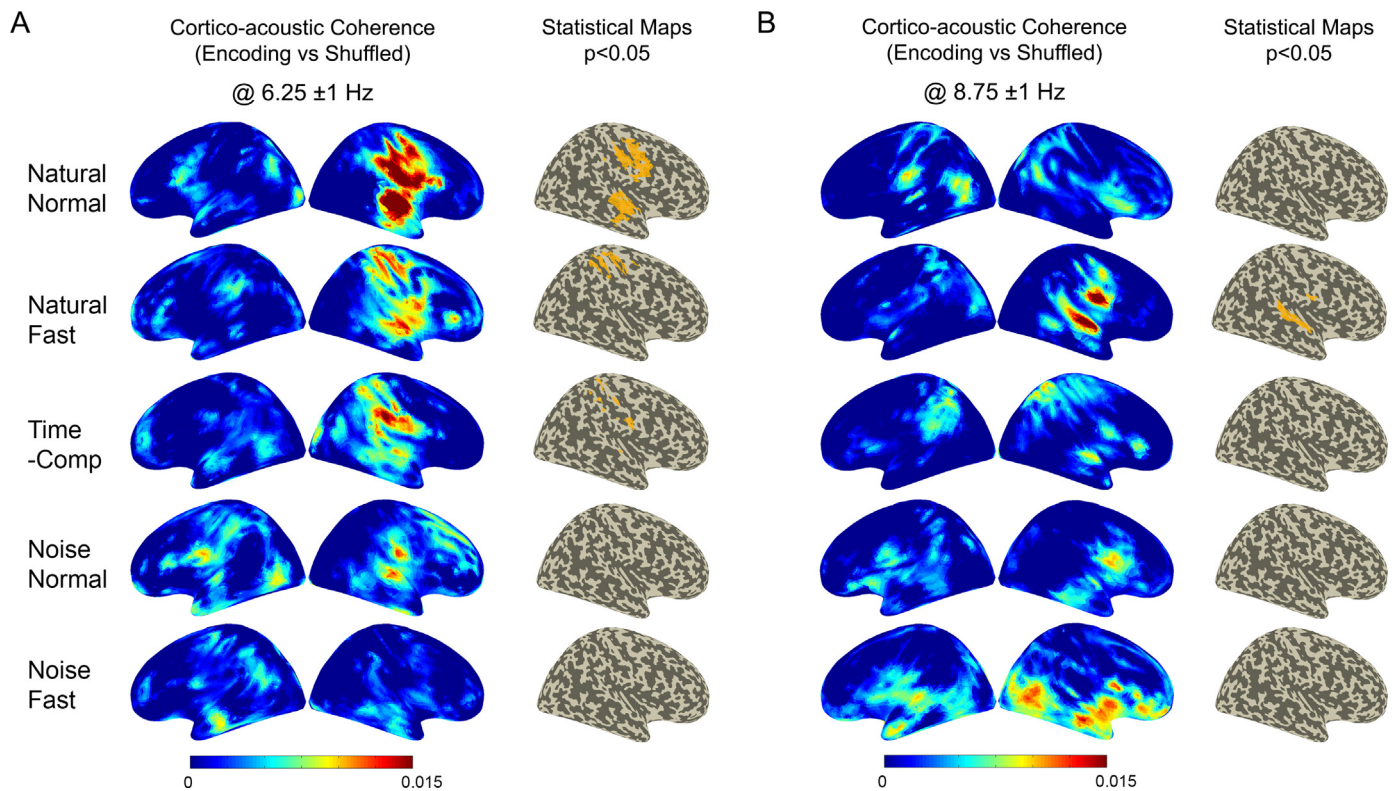 A
Cortico-acoustic Coherence
(Encoding vs Shuffled)
@ 6.25 ±1 Hz
Statistical Maps
p<0.05
B
Cortico-acoustic Coherence
(Encoding vs Shuffled)
@ 8.75 ±1 Hz
Statistical Maps
p<0.05
Natural
Normal
Natural
Fast
Time
-Comp
Noise
Normal
Noise
Fast
0
0.015
0
0.015